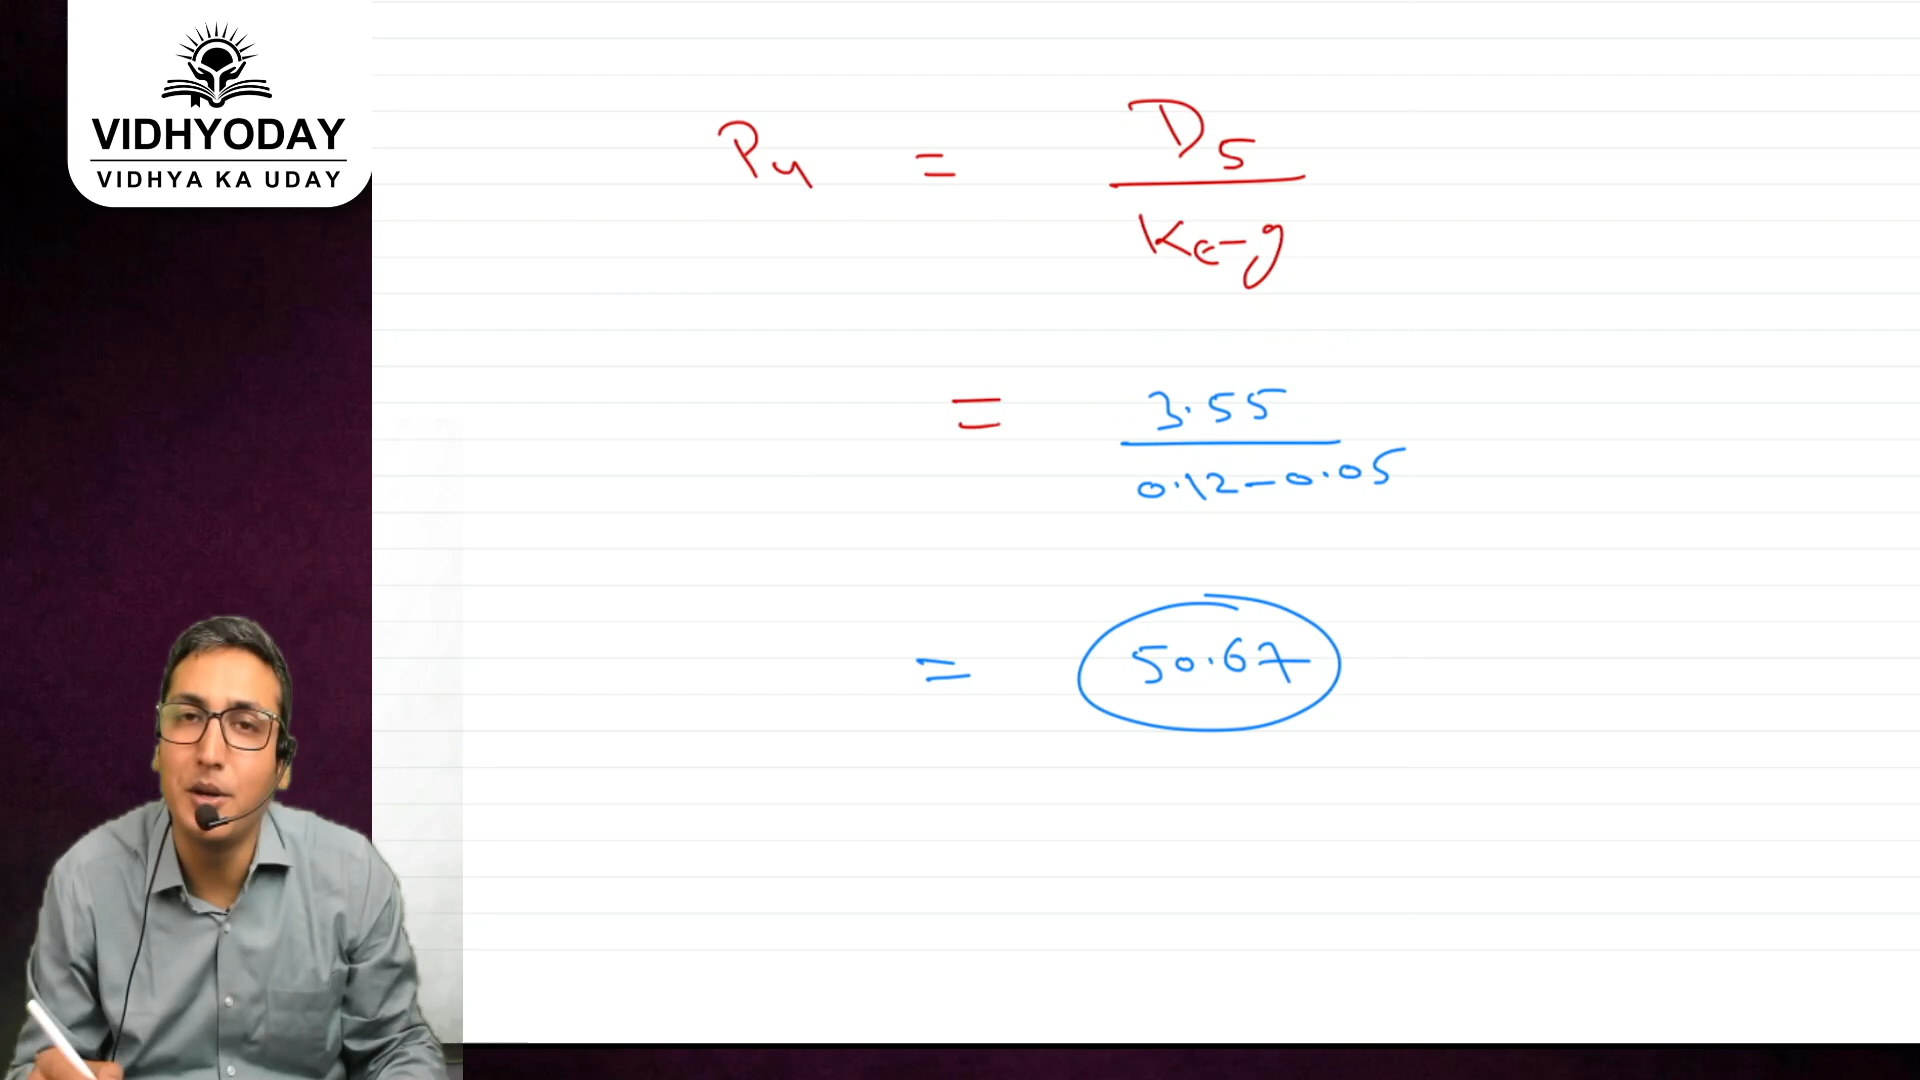 VIDHYODAY
VIDHYA KA UDAY
P4 = D5 / Ke-g
= 3.55 / 0.12-0.05
= 50.67